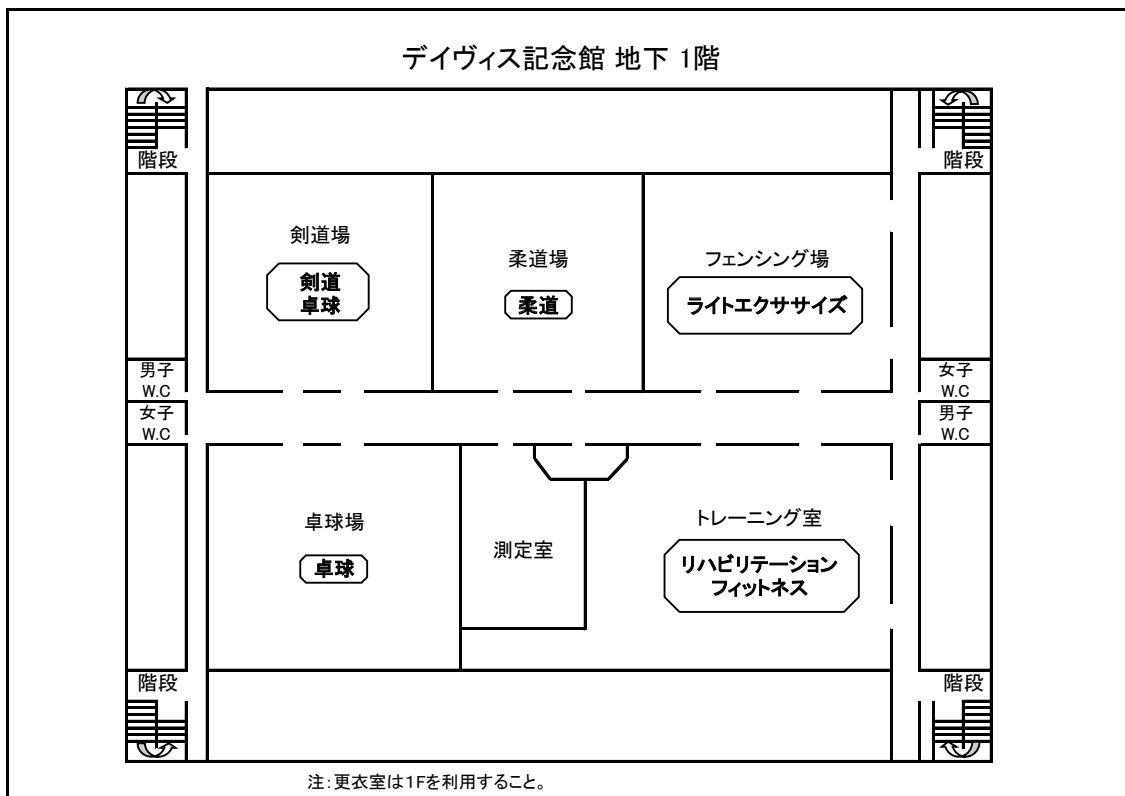 デイヴィス記念館 地下 1階
階段
階段
剣道場
剣道
卓球
柔道場
柔道
フェンシング場
ライトエクササイズ
男子
W.C
女子
W.C
女子
W.C
男子
W.C
卓球場
卓球
測定室
トレーニング室
リハビリテーション
フィットネス
階段
階段
注：更衣室は１Fを利用すること。